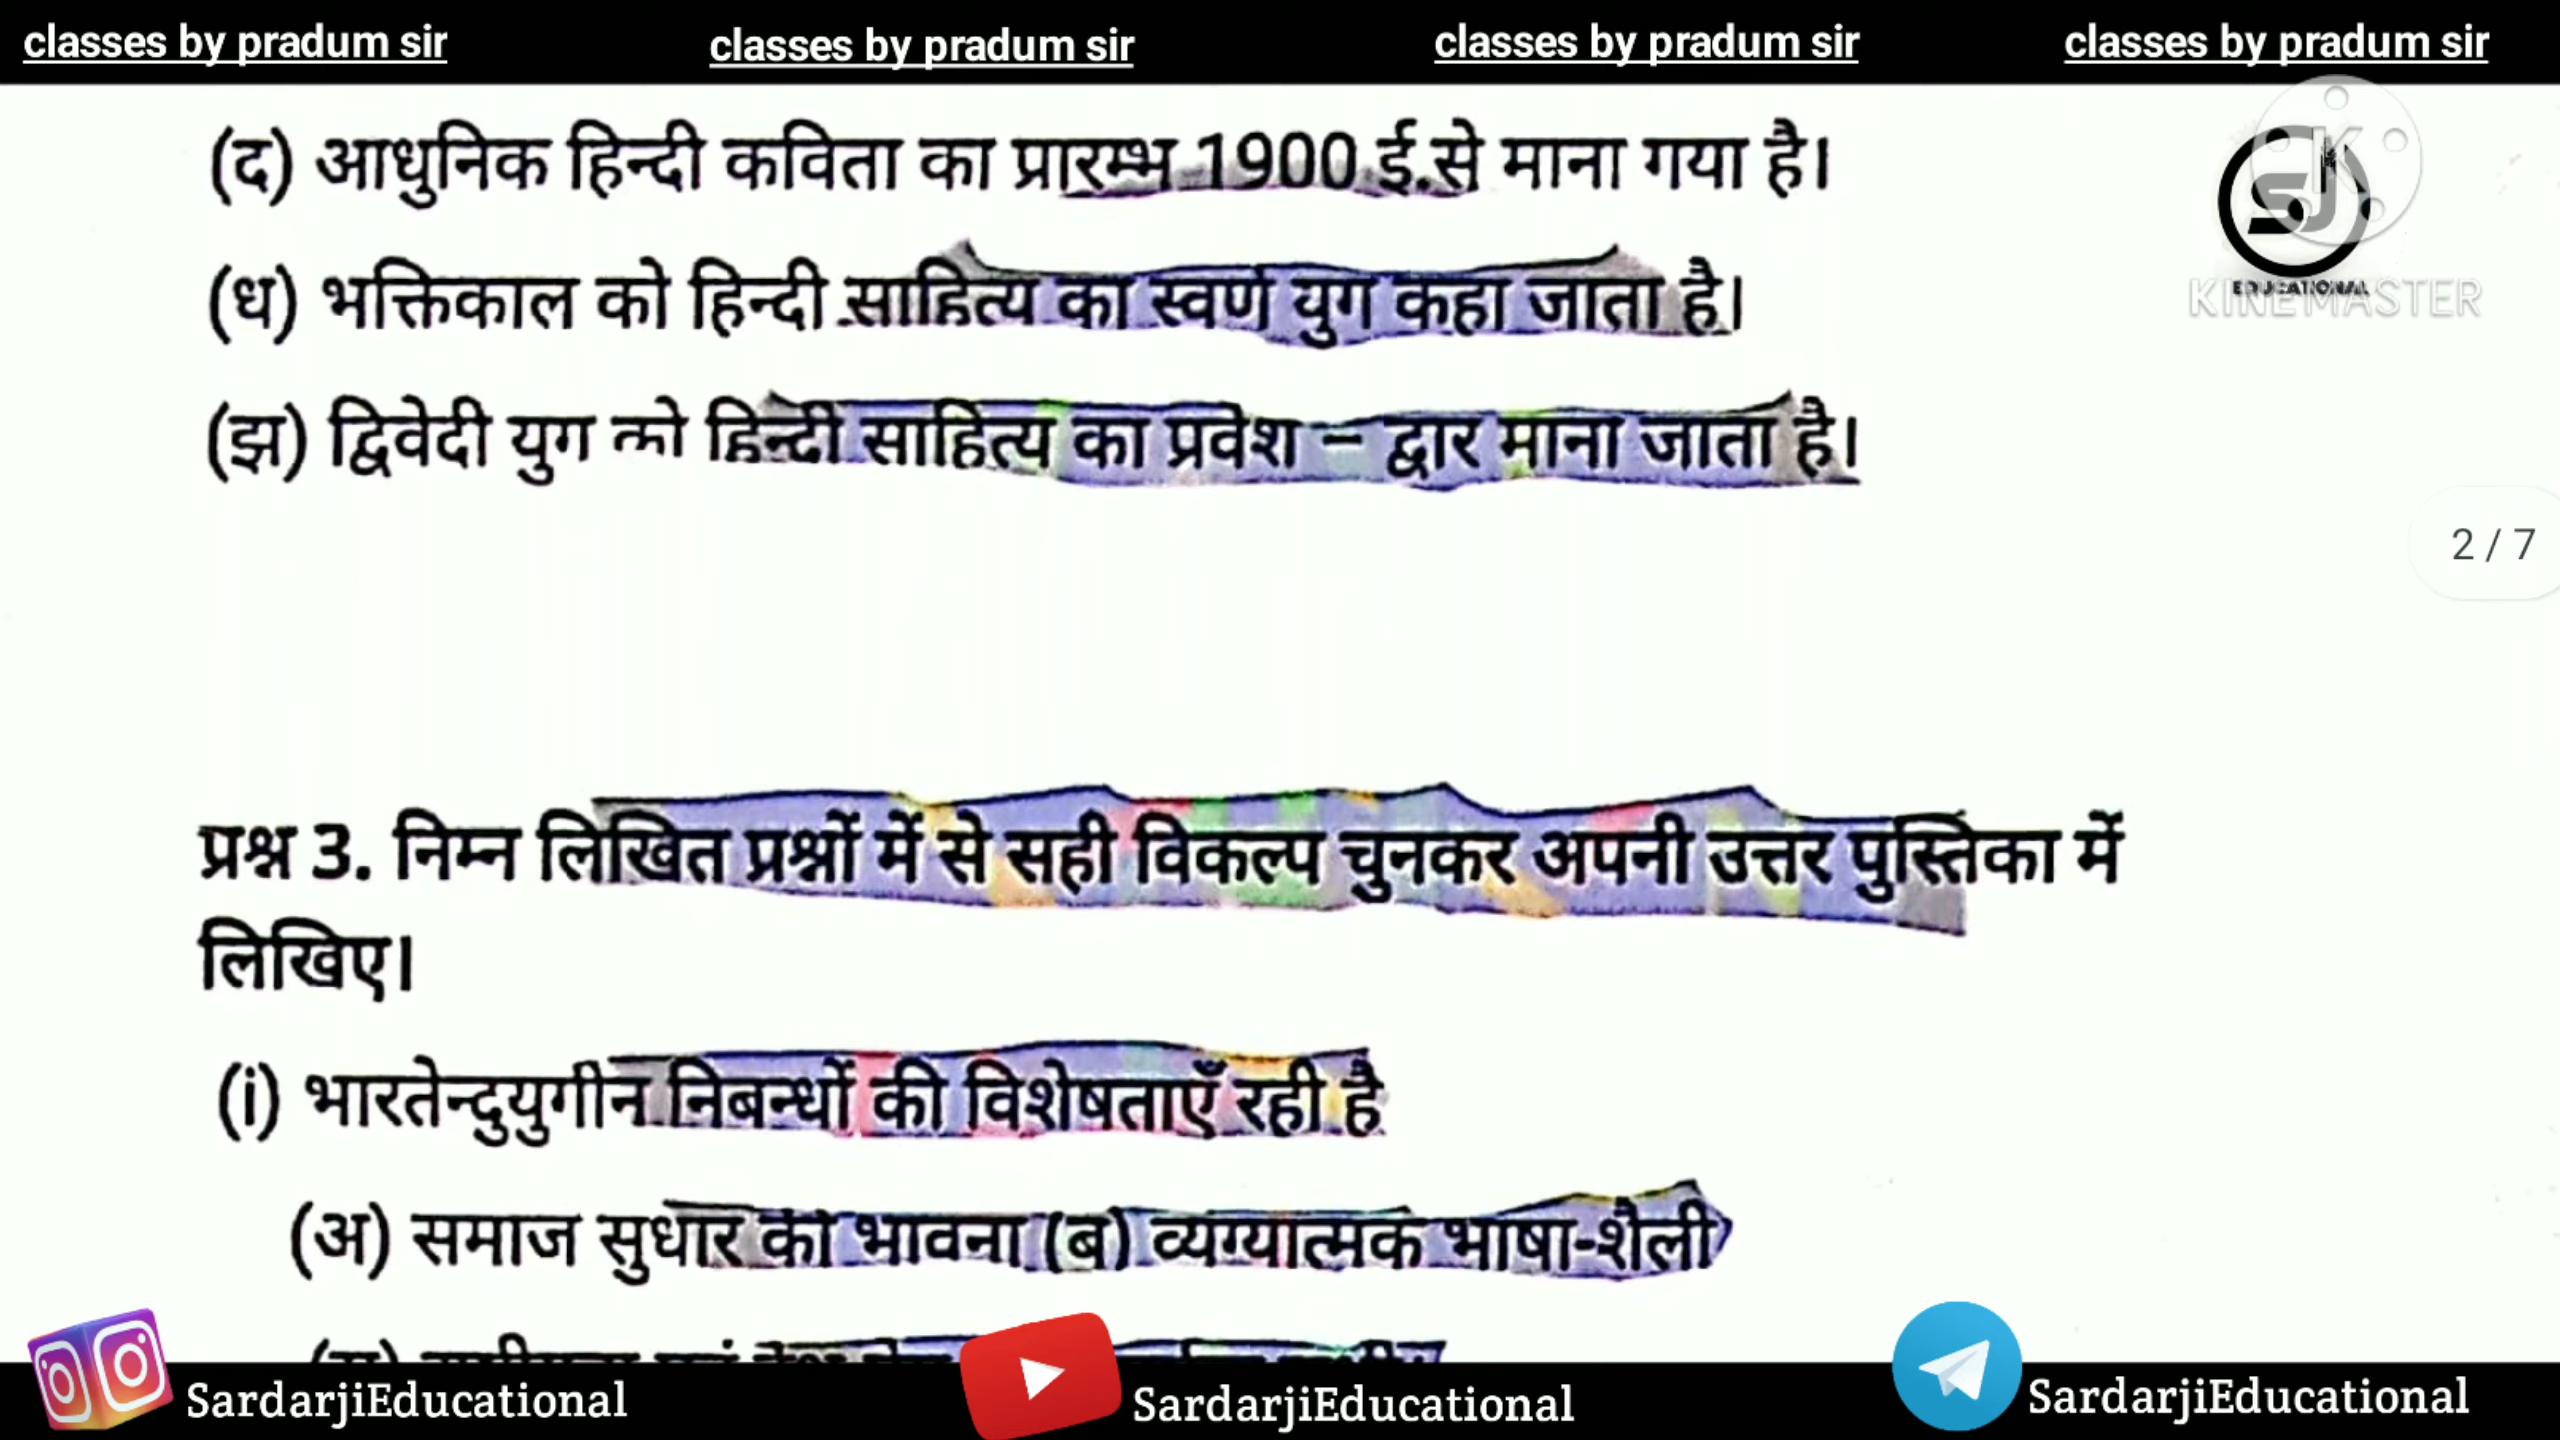 classes by pradum sir classes by pradum sir classes by pradum sir classes by pradum sir
(द) आधुनिक हिन्दी कविता का प्रारम्भ 1900 ई.से माना गया है।
SJ
EDUCATIONAL
KINEMASTER
(ध) भक्तिकाल को हिन्दी साहित्य का स्वर्ण युग कहा जाता है।
(झ) द्विवेदी युग को हिन्दी साहित्य का प्रवेश – द्वार माना जाता है।
2 / 7
प्रश्न 3. निम्न लिखित प्रश्नों में से सही विकल्प चुनकर अपनी उत्तर पुस्तिका में
लिखिए।
(i) भारतेन्दुयुगीन निबन्धों की विशेषताएँ रही है
(अ) समाज सुधार की भावना (ब) व्यंग्यात्मक भाषा-शैली
SardarjiEducational SardarjiEducational SardarjiEducational